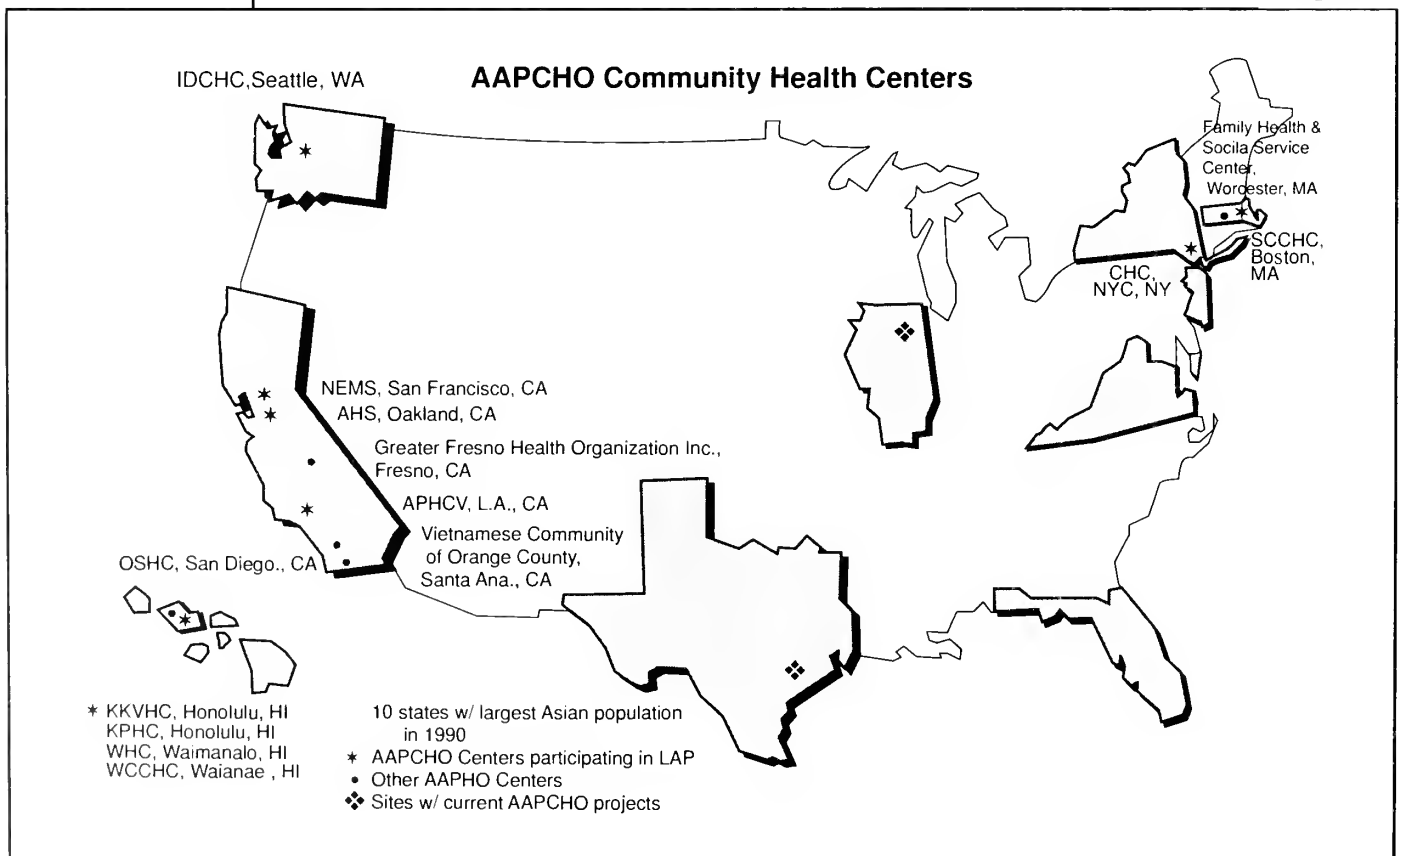 AAPCHO Community Health Centers
IDCHC,Seattle, WA
Family Health &
Socila Service
Center,
Worcester, MA
SCCHC,
Boston,
MA
CHC,
NYC, NY
NEMS, San Francisco, CA
AHS, Oakland, CA
Greater Fresno Health Organization Inc.,
Fresno, CA
APHCV, L.A., CA
Vietnamese Community
of Orange County,
Santa Ana., CA
OSHC, San Diego., CA
✶ KKVHC, Honolulu, HI
KPHC, Honolulu, HI
WHC, Waimanalo, HI
WCCHC, Waianae , HI
10 states w/ largest Asian population
in 1990
✶ AAPCHO Centers participating in LAP
• Other AAPHO Centers
❖ Sites w/ current AAPCHO projects